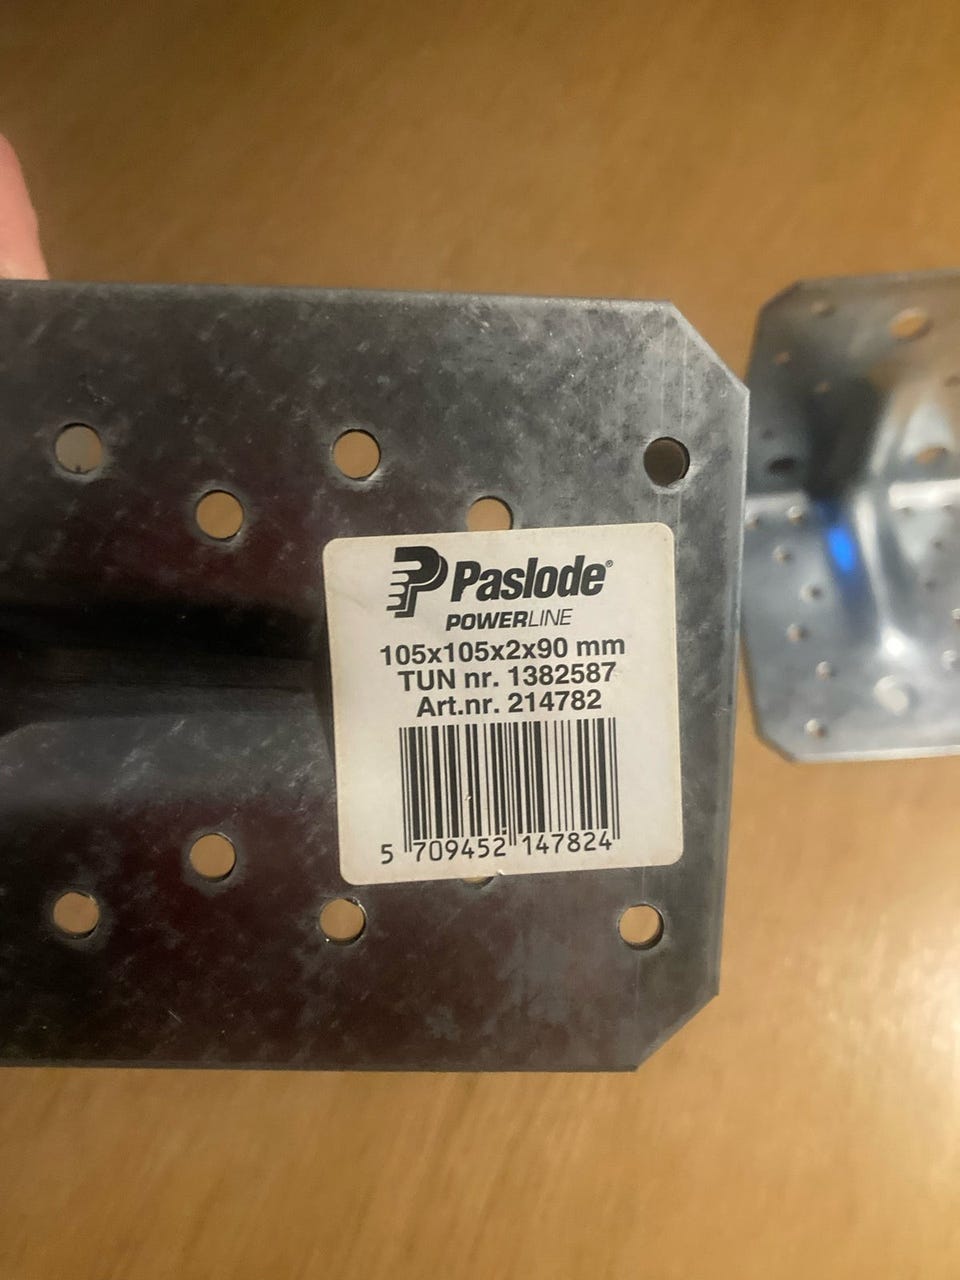 Paslode®
POWERLINE
105x105x2x90 mm
TUN nr. 1382587
Art.nr. 214782
5 709452 147824